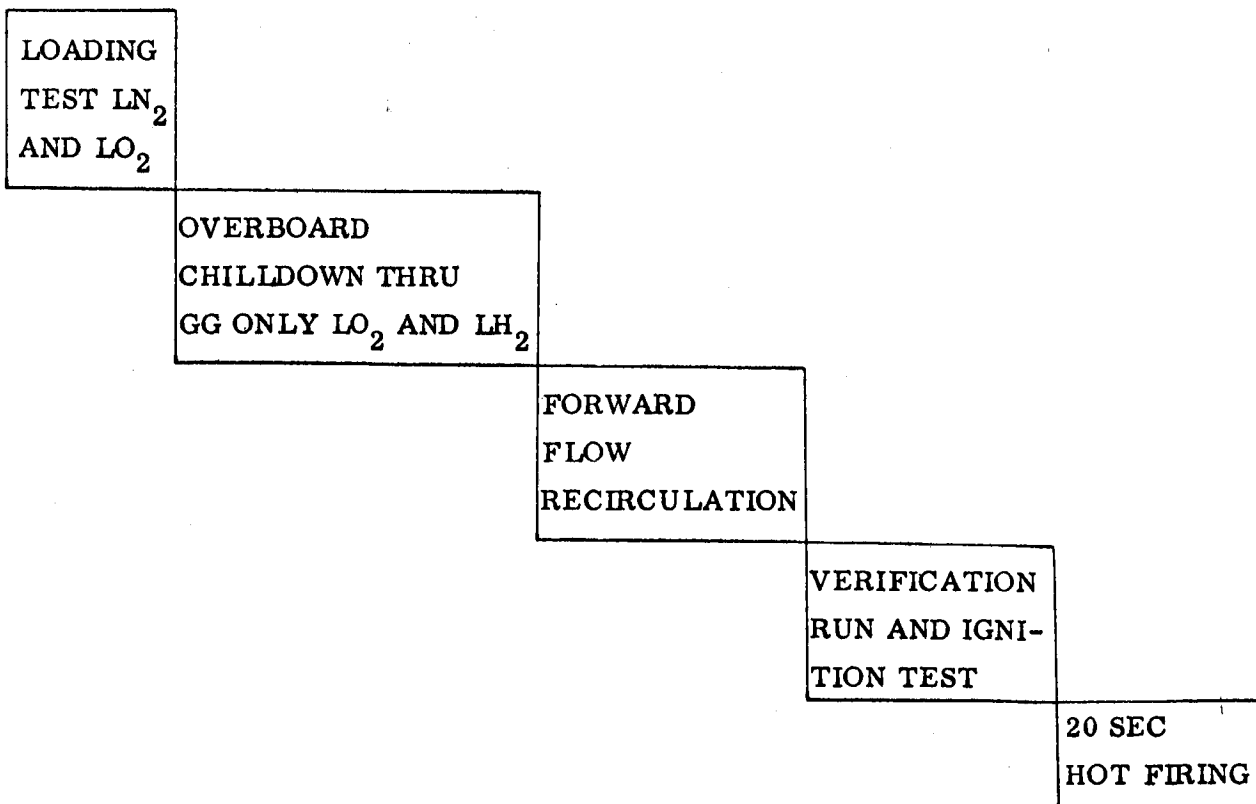 LOADING
TEST LN₂
AND LO₂
OVERBOARD
CHILLDOWN THRU
GG ONLY LO₂ AND LH₂
FORWARD
FLOW
RECIRCULATION
VERIFICATION
RUN AND IGNI-
TION TEST
20 SEC
HOT FIRING